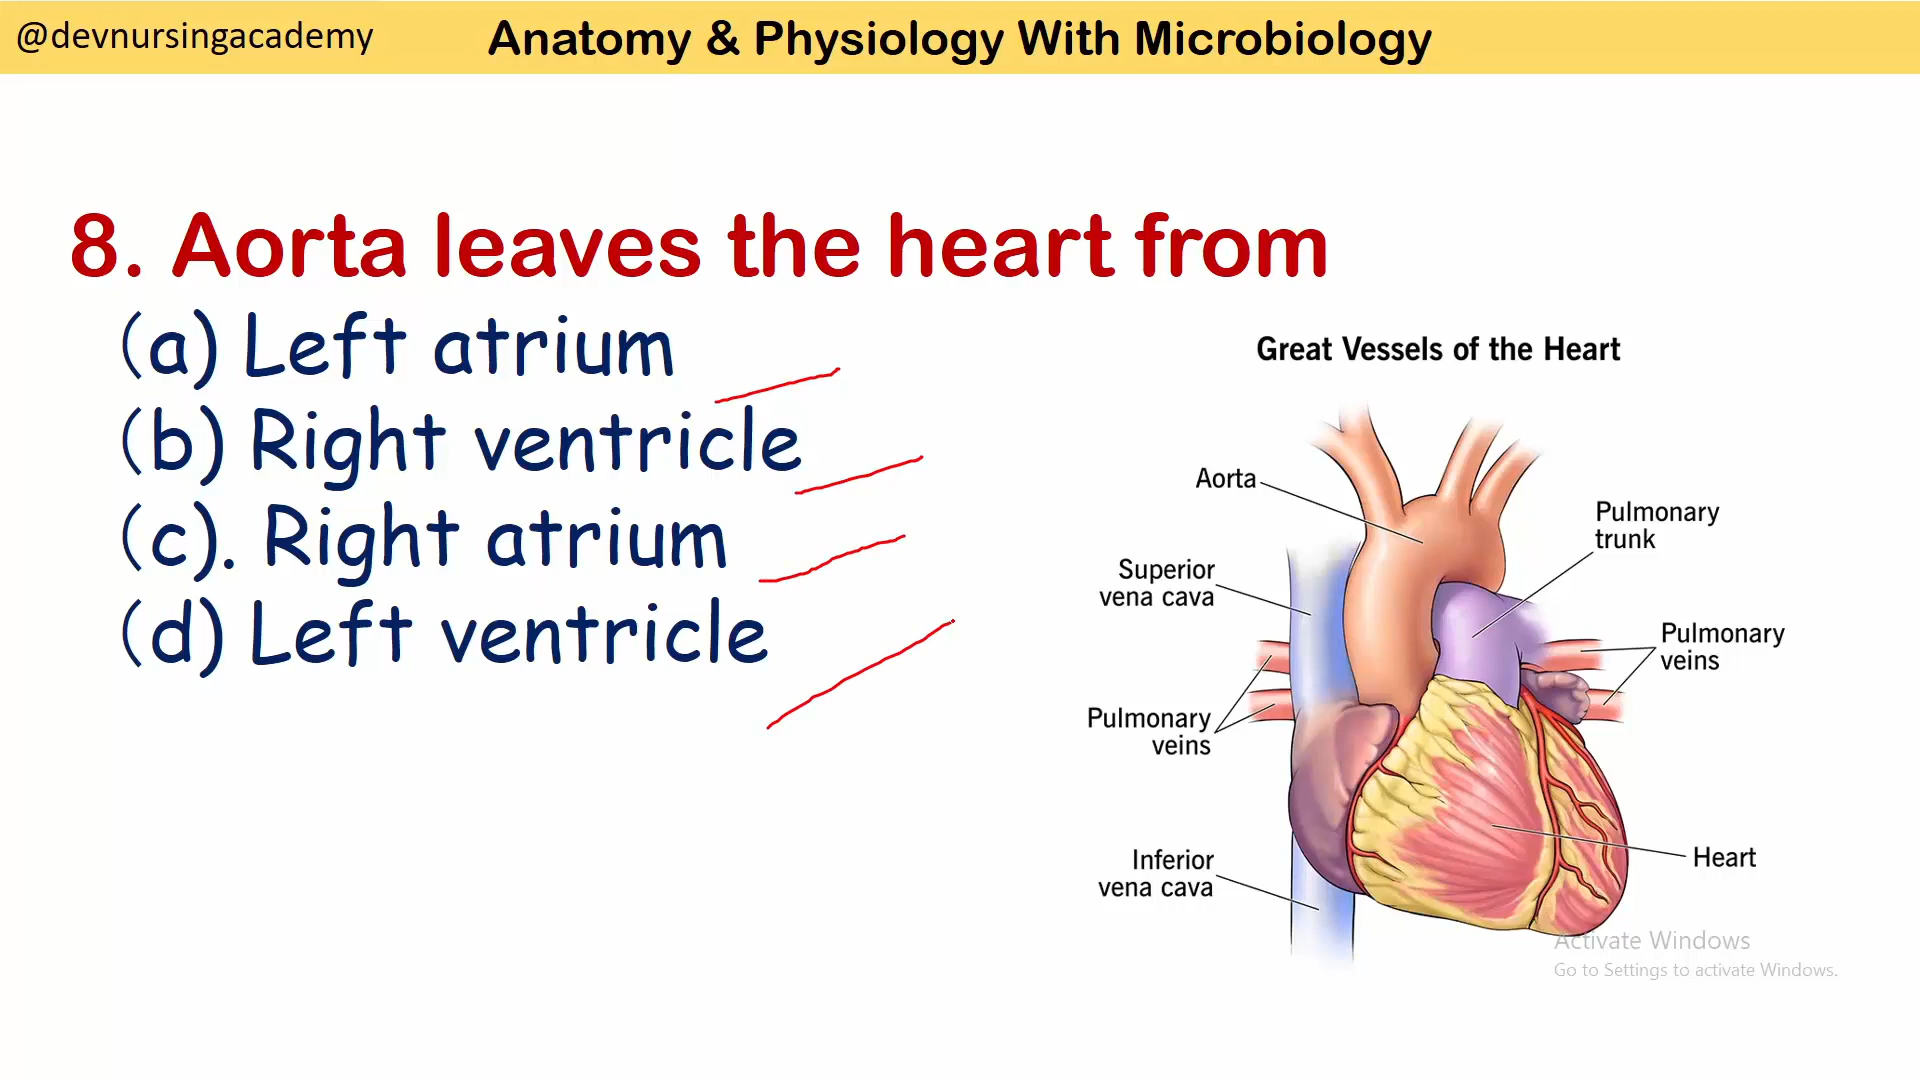 @devnursingacademy
Anatomy & Physiology With Microbiology
8. Aorta leaves the heart from
(a) Left atrium
(b) Right ventricle
(c). Right atrium
(d) Left ventricle
Great Vessels of the Heart
Aorta
Pulmonary
trunk
Superior
vena cava
Pulmonary
veins
Pulmonary
veins
Inferior
vena cava
Heart
Activate Windows
Go to Settings to activate Windows.